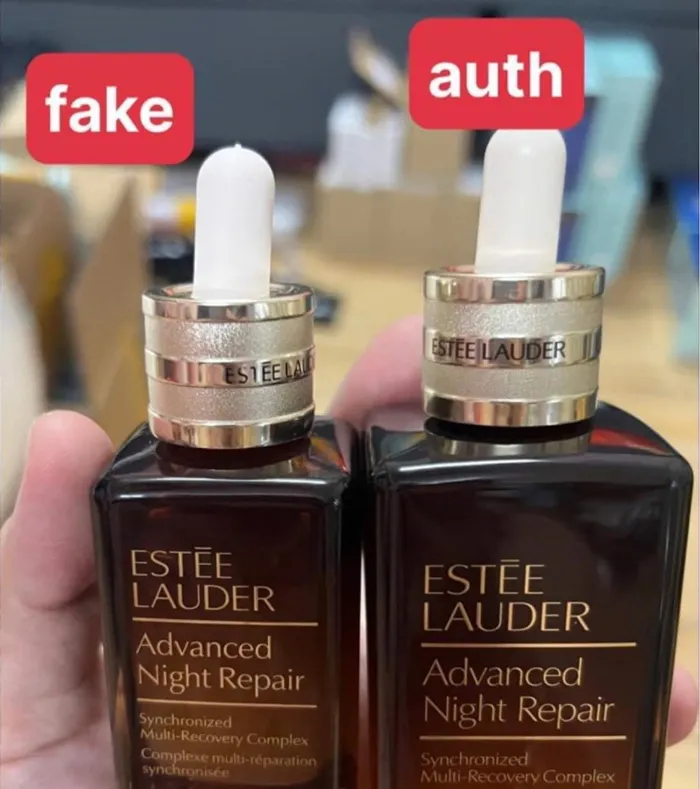 fake
auth
ESTĒE LAU
ESTĒE LAUDER
ESTĒE
LAUDER
Advanced
Night Repair
Synchronized
Multi-Recovery Complex
Complexe multi-réparation
synchronisée
ESTĒE
LAUDER
Advanced
Night Repair
Synchronized
Multi-Recovery Complex